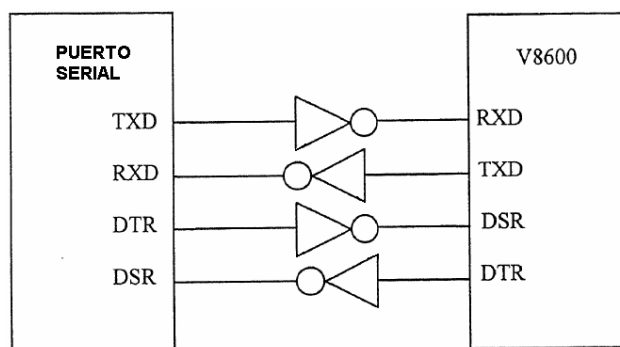 PUERTO
SERIAL
V8600
TXD
RXD
RXD
TXD
DTR
DSR
DSR
DTR